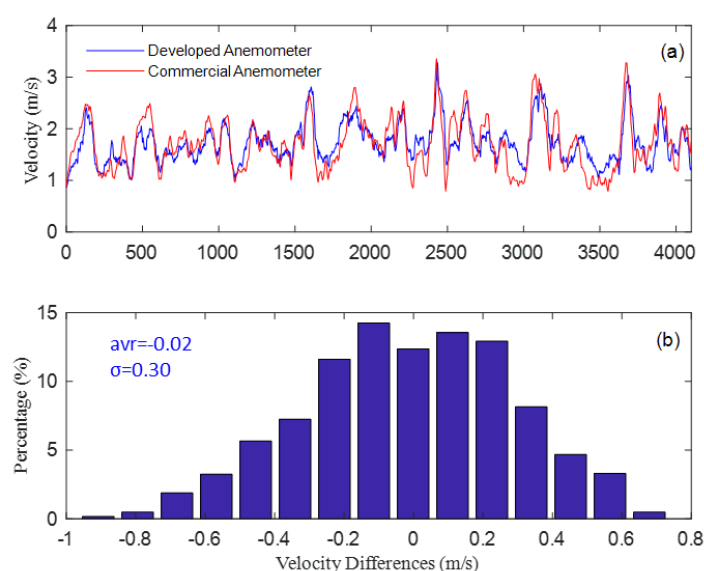 4
3
2
1
0
Velocity (m/s)
Developed Anemometer
Commercial Anemometer
(a)
0 500 1000 1500 2000 2500 3000 3500 4000
15
10
5
0
Percentage (%)
avr=-0.02
σ=0.30
(b)
-1 -0.8 -0.6 -0.4 -0.2 0 0.2 0.4 0.6 0.8
Velocity Differences (m/s)